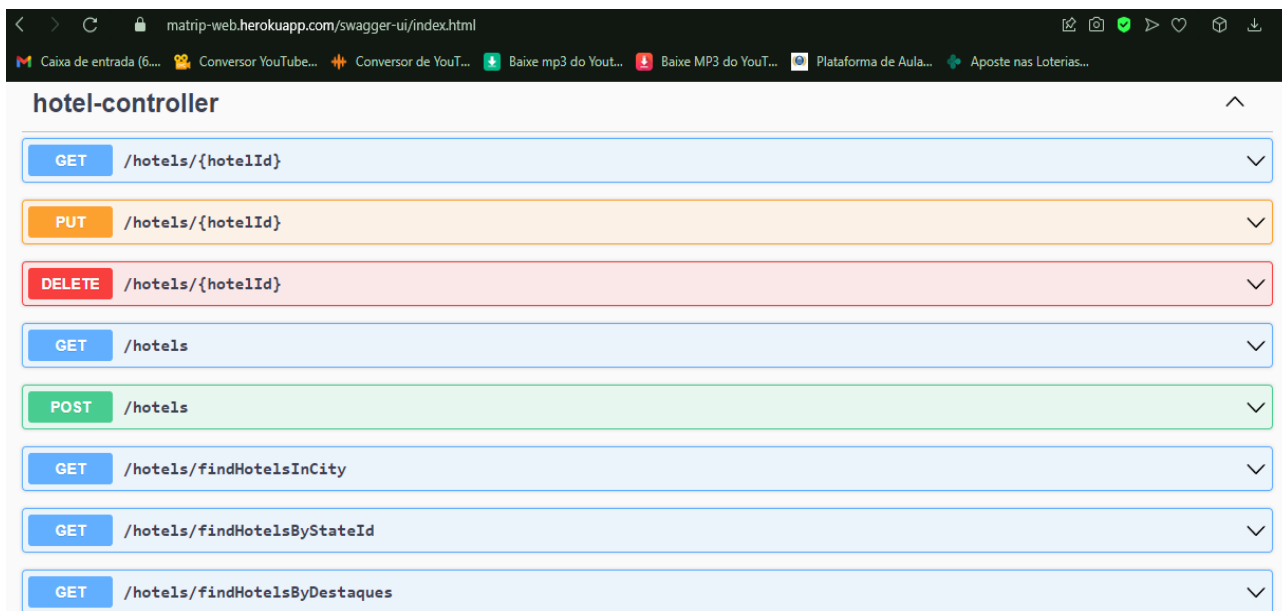 matrip-web.herokuapp.com/swagger-ui/index.html
Caixa de entrada (6.... Conversor YouTube... Conversor de YouT... Baixe mp3 do Yout... Baixe MP3 do YouT... Plataforma de Aula... Aposte nas Loterias...
hotel-controller
GET /hotels/{hotelId}
PUT /hotels/{hotelId}
DELETE /hotels/{hotelId}
GET /hotels
POST /hotels
GET /hotels/findHotelsInCity
GET /hotels/findHotelsByStateId
GET /hotels/findHotelsByDestaques